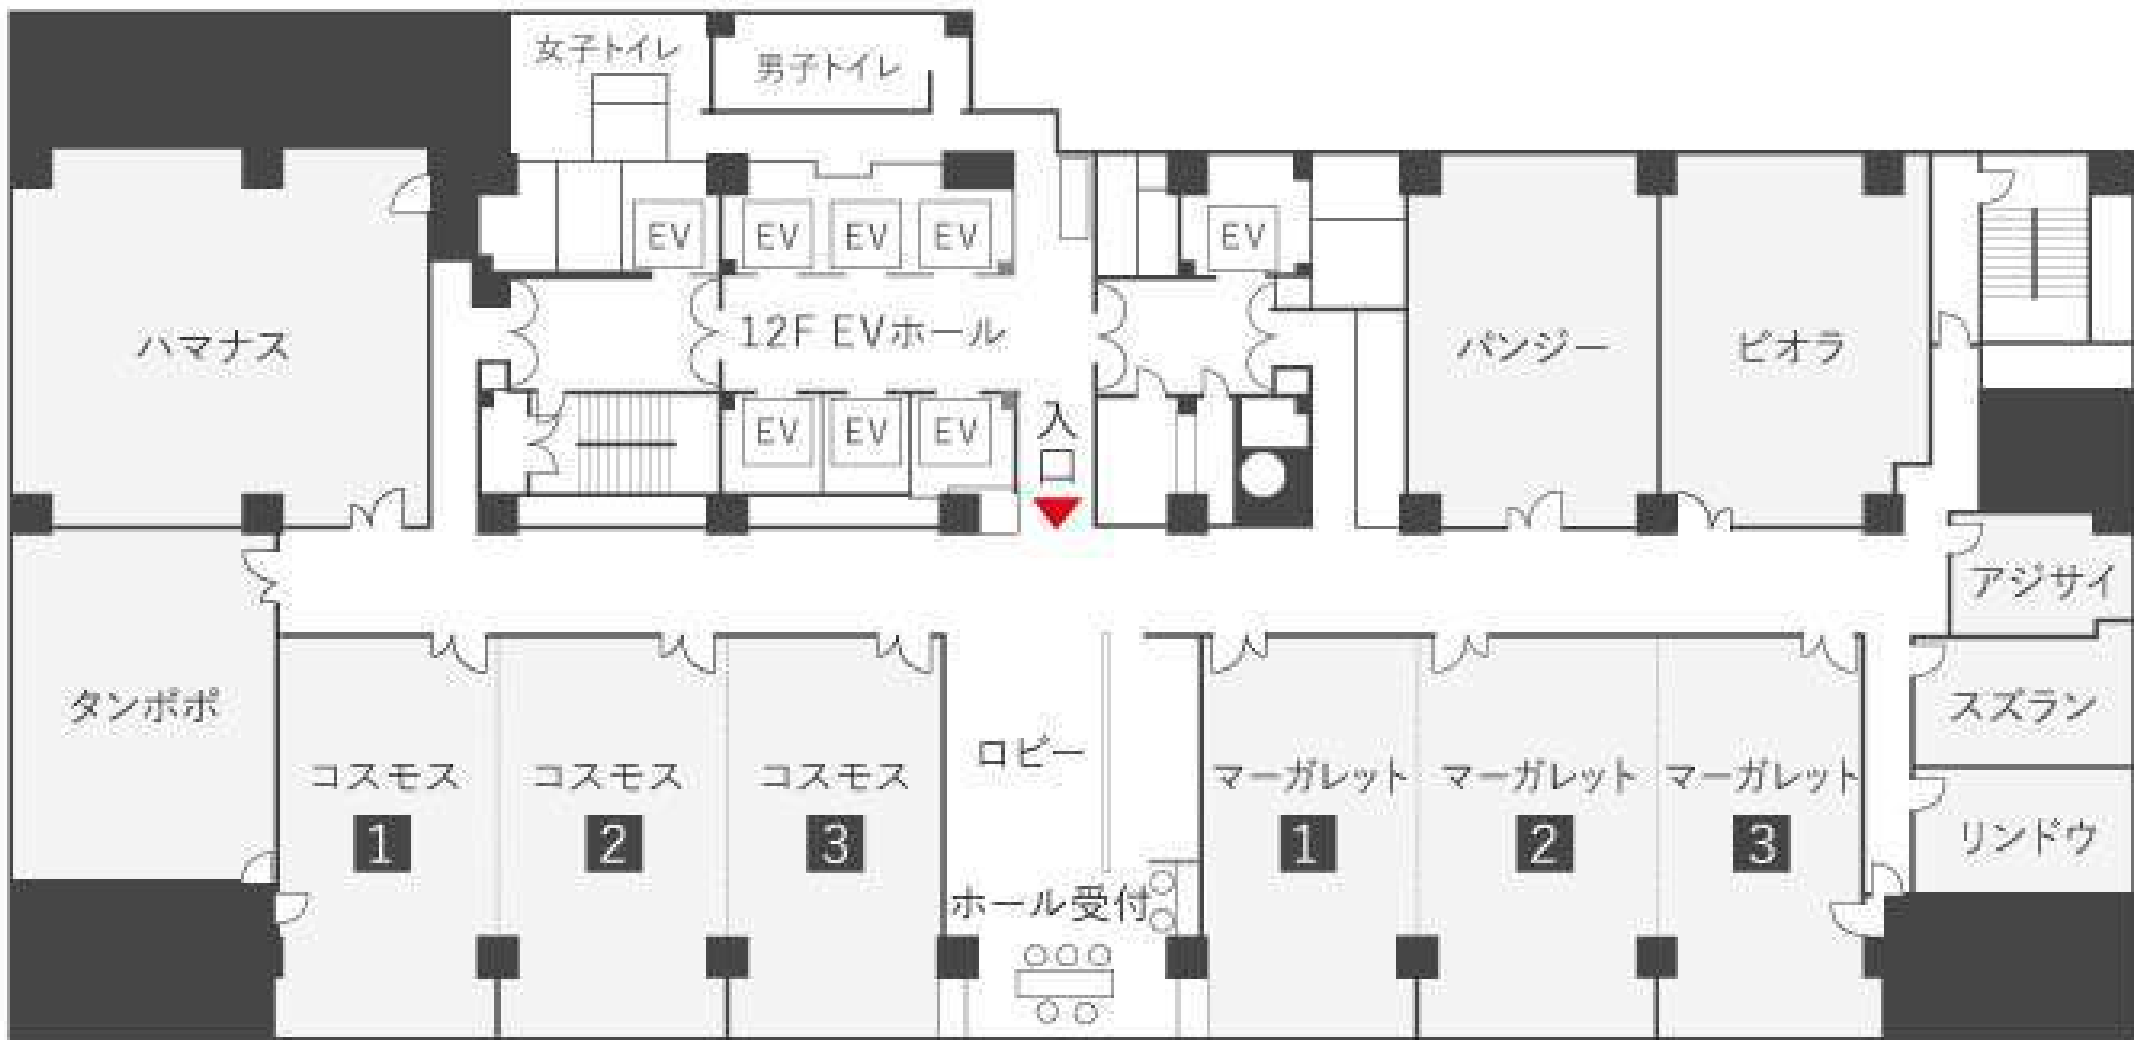 女子トイレ
男子トイレ
EV
EV
EV
EV
EV
12F EVホール
ハマナス
パンジー
ビオラ
EV
EV
EV
入口
アジサイ
タンポポ
コスモス
1
コスモス
2
コスモス
3
ロビー
ホール受付
マーガレット
1
マーガレット
2
マーガレット
3
スズラン
リンドウ